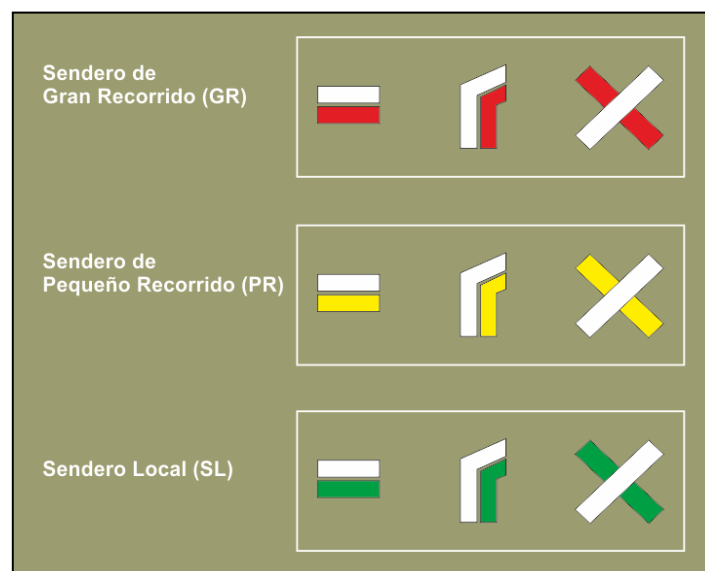 Sendero de
Gran Recorrido (GR)
Sendero de
Pequeño Recorrido (PR)
Sendero Local (SL)